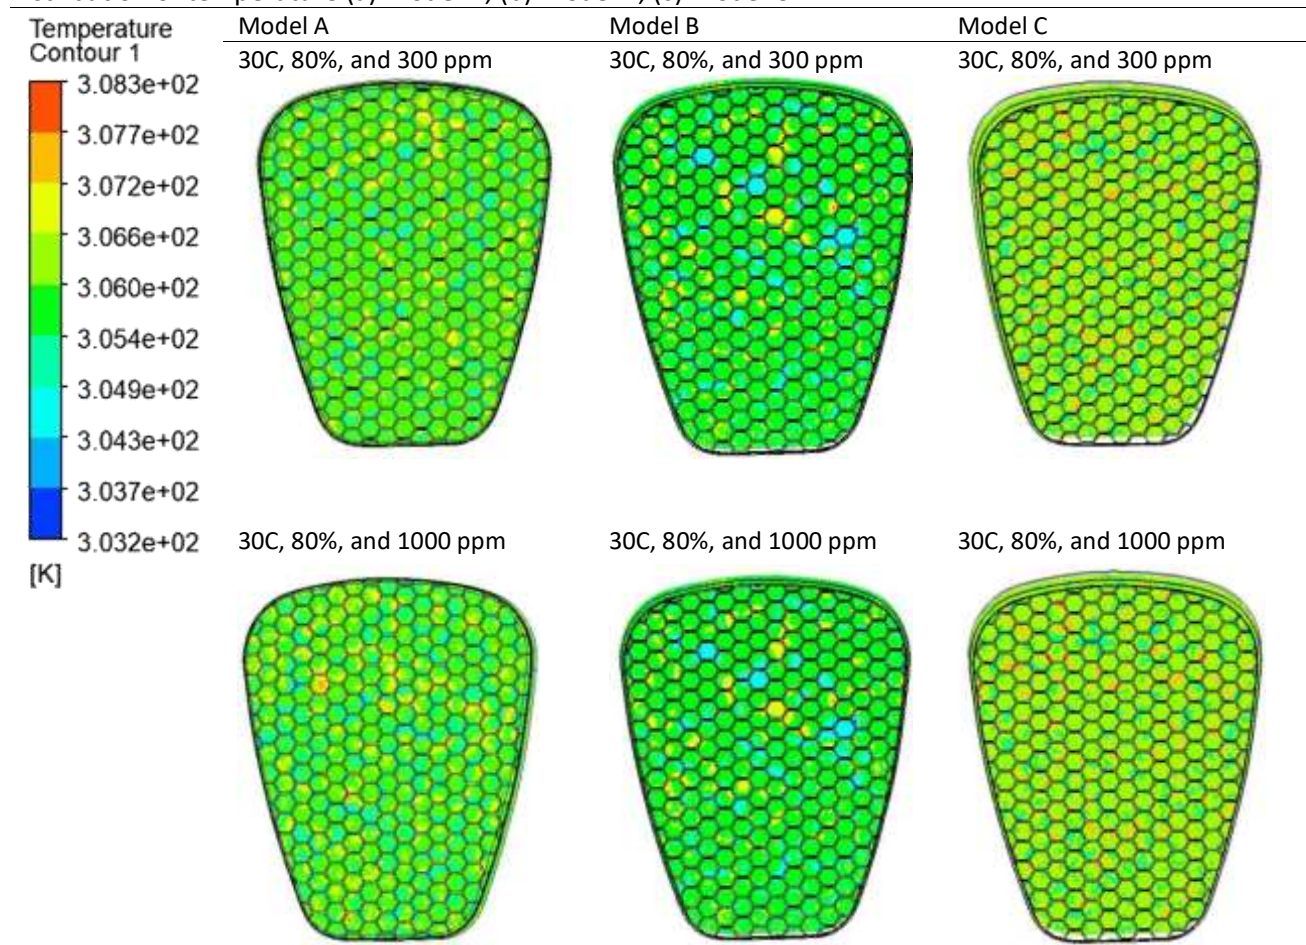 Temperature
Contour 1
3.083e+02
3.077e+02
3.072e+02
3.066e+02
3.060e+02
3.054e+02
3.049e+02
3.043e+02
3.037e+02
3.032e+02
[K]
Model A
Model B
Model C
30C, 80%, and 300 ppm
30C, 80%, and 300 ppm
30C, 80%, and 300 ppm
30C, 80%, and 1000 ppm
30C, 80%, and 1000 ppm
30C, 80%, and 1000 ppm